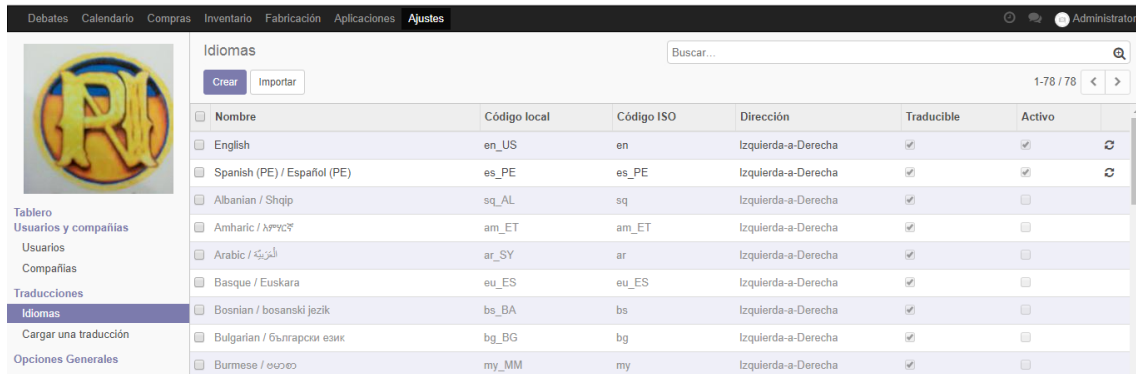 Debates Calendario Compras Inventario Fabricación Aplicaciones Ajustes Administrator
RI
Idiomas Buscar...
Crear Importar 1-78 / 78
Nombre Código local Código ISO Dirección Traducible Activo
English en_US en Izquierda-a-Derecha
Spanish (PE) / Español (PE) es_PE es_PE Izquierda-a-Derecha
Albanian / Shqip sq_AL sq Izquierda-a-Derecha
Amharic / አምሃርኛ am_ET am_ET Izquierda-a-Derecha
Arabic / الْعَرَبيّة ar_SY ar Izquierda-a-Derecha
Basque / Euskara eu_ES eu_ES Izquierda-a-Derecha
Bosnian / bosanski jezik bs_BA bs Izquierda-a-Derecha
Bulgarian / български език bg_BG bg Izquierda-a-Derecha
Burmese / ဗမာစာ my_MM my Izquierda-a-Derecha
Tablero
Usuarios y compañias
Usuarios
Compañias
Traducciones
Idiomas
Cargar una traducción
Opciones Generales